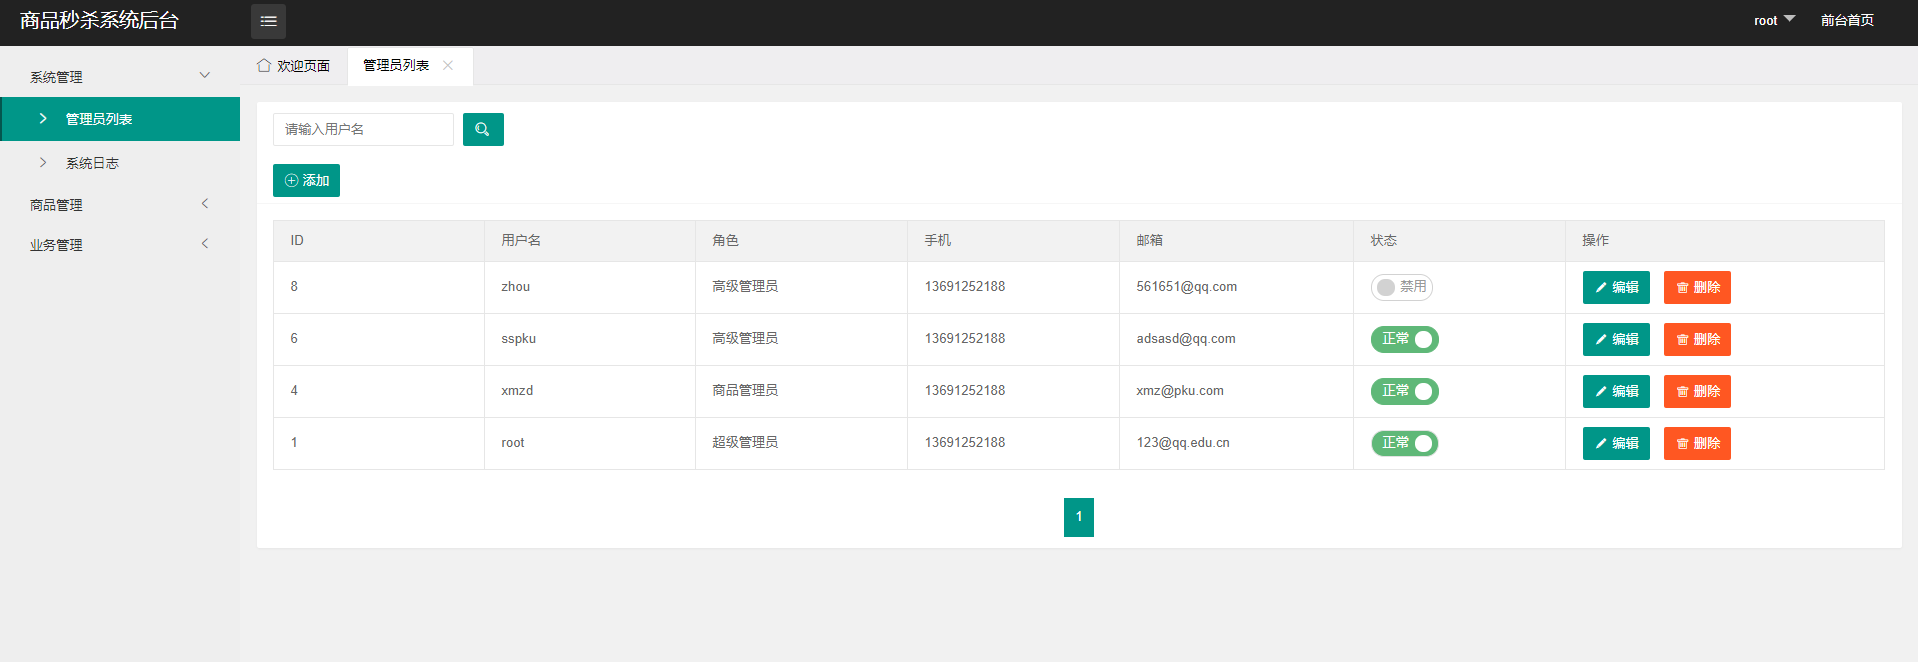 商品秒杀系统后台
root 前台首页
系统管理
管理员列表
系统日志
商品管理
业务管理
欢迎页面 管理员列表
请输入用户名
添加
ID 用户名 角色 手机 邮箱 状态 操作
8 zhou 高级管理员 13691252188 561651@qq.com 禁用 编辑 删除
6 sspku 高级管理员 13691252188 adsasd@qq.com 正常 编辑 删除
4 xmzd 商品管理员 13691252188 xmz@pku.com 正常 编辑 删除
1 root 超级管理员 13691252188 123@qq.edu.cn 正常 编辑 删除
1